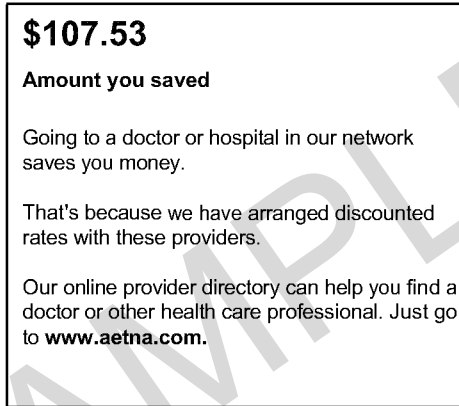 $107.53
Amount you saved
Going to a doctor or hospital in our network
saves you money.
That's because we have arranged discounted
rates with these providers.
Our online provider directory can help you find a
doctor or other health care professional. Just go
to www.aetna.com.
AMPL